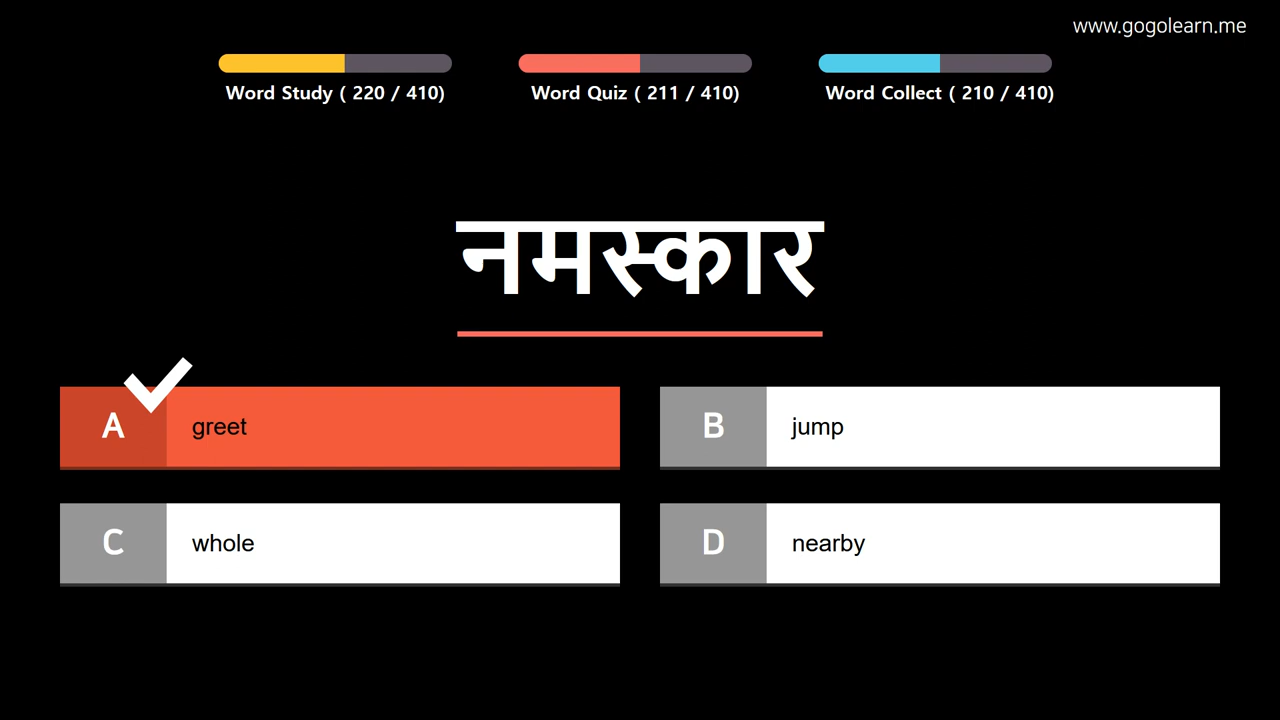 www.gogolearn.me
Word Study ( 220 / 410)
Word Quiz ( 211 / 410)
Word Collect ( 210 / 410)
नमस्कार
A greet
B jump
C whole
D nearby